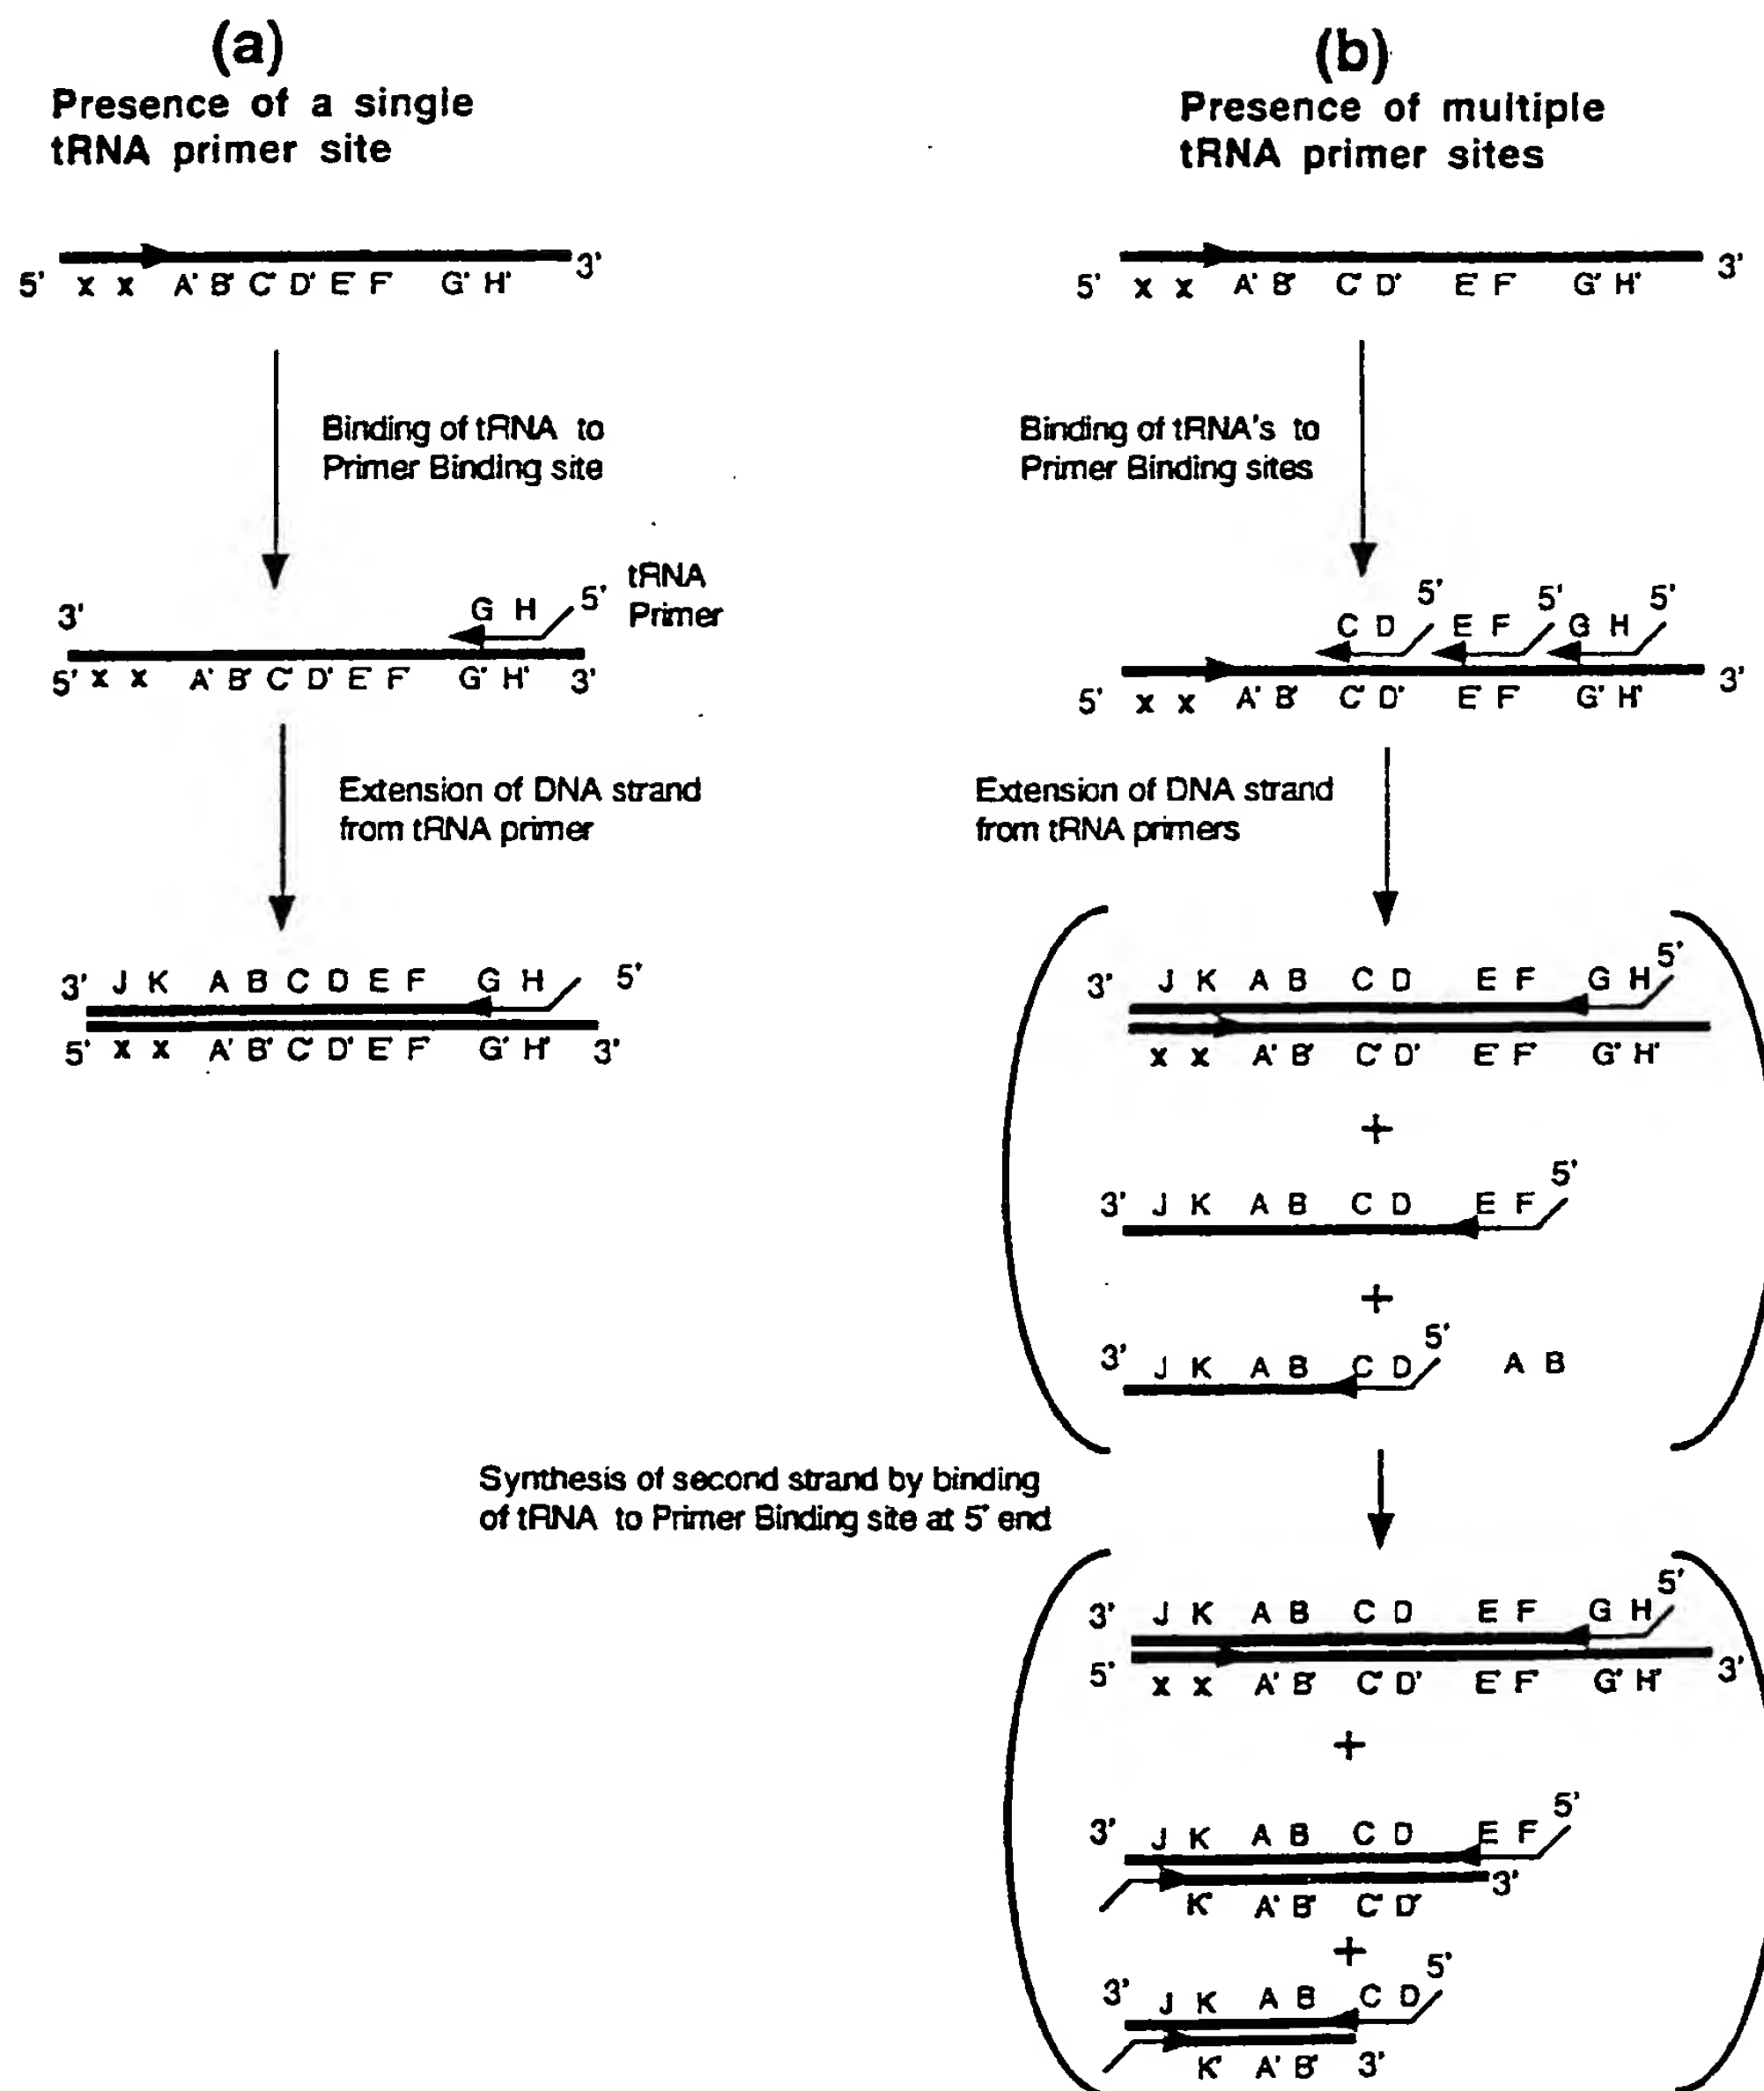 (a)
Presence of a single
tRNA primer site
5' x x A' B' C' D' E' F' G' H' 3'
Binding of tRNA to
Primer Binding site
3' G H 5' tRNA
Primer
5' x x A' B' C' D' E' F' G' H' 3'
Extension of DNA strand
from tRNA primer
3' J K A B C D E F G H 5'
5' x x A' B' C' D' E' F' G' H' 3'
(b)
Presence of multiple
tRNA primer sites
5' x x A' B' C' D' E' F' G' H' 3'
Binding of tRNA's to
Primer Binding sites
C D 5' E F 5' G H 5'
5' x x A' B' C' D' E' F' G' H' 3'
Extension of DNA strand
from tRNA primers
3' J K A B C D E F G H 5'
x x A' B' C' D' E' F' G' H'
+
3' J K A B C D E F 5'
+
3' J K A B C D 5' A B
Synthesis of second strand by binding
of tRNA to Primer Binding site at 5' end
3' J K A B C D E F G H 5'
5' x x A' B' C' D' E' F' G' H' 3'
+
3' J K A B C D E F 5'
K' A' B' C' D' 3'
+
3' J K A B C D 5'
K' A' B' 3'